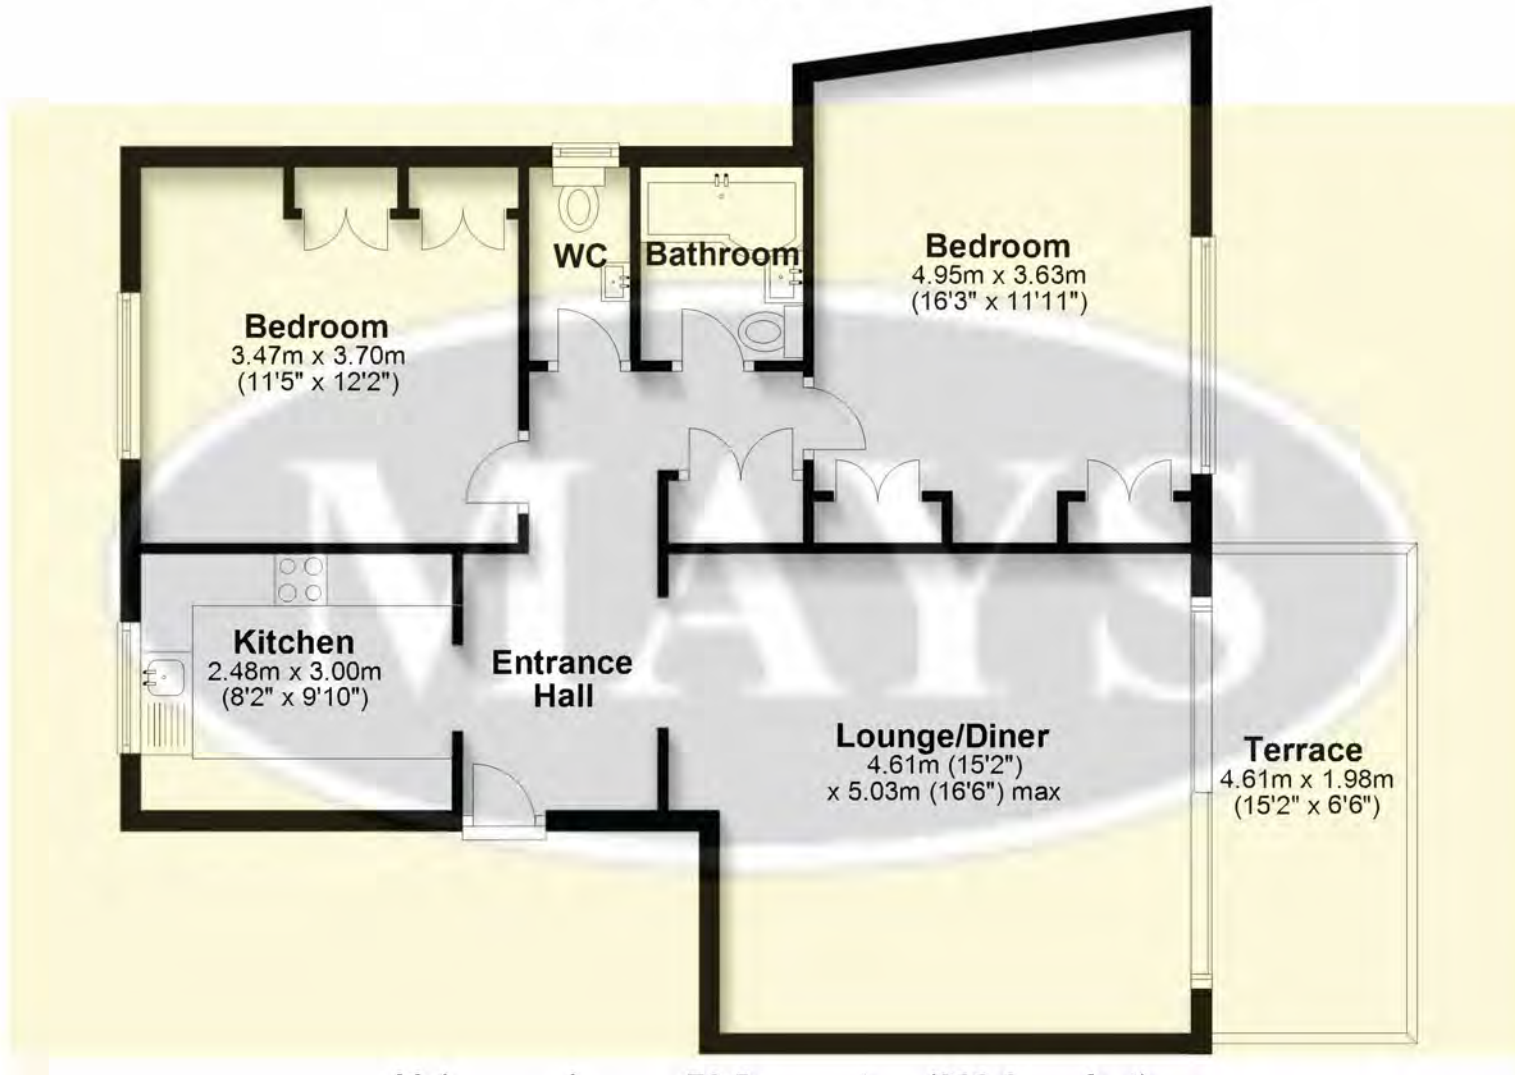 WC
Bathroom
Bedroom
4.95m x 3.63m
(16'3" x 11'11")
Bedroom
3.47m x 3.70m
(11'5" x 12'2")
MAYS
Kitchen
2.48m x 3.00m
(8'2" x 9'10")
Entrance
Hall
Lounge/Diner
4.61m (15'2")
x 5.03m (16'6") max
Terrace
4.61m x 1.98m
(15'2" x 6'6")